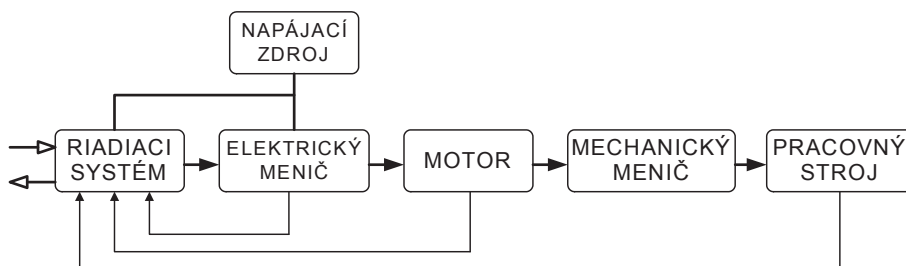 NAPÁJACÍ
ZDROJ
RIADIACI
SYSTÉM
ELEKTRICKÝ
MENIČ
MOTOR
MECHANICKÝ
MENIČ
PRACOVNÝ
STROJ